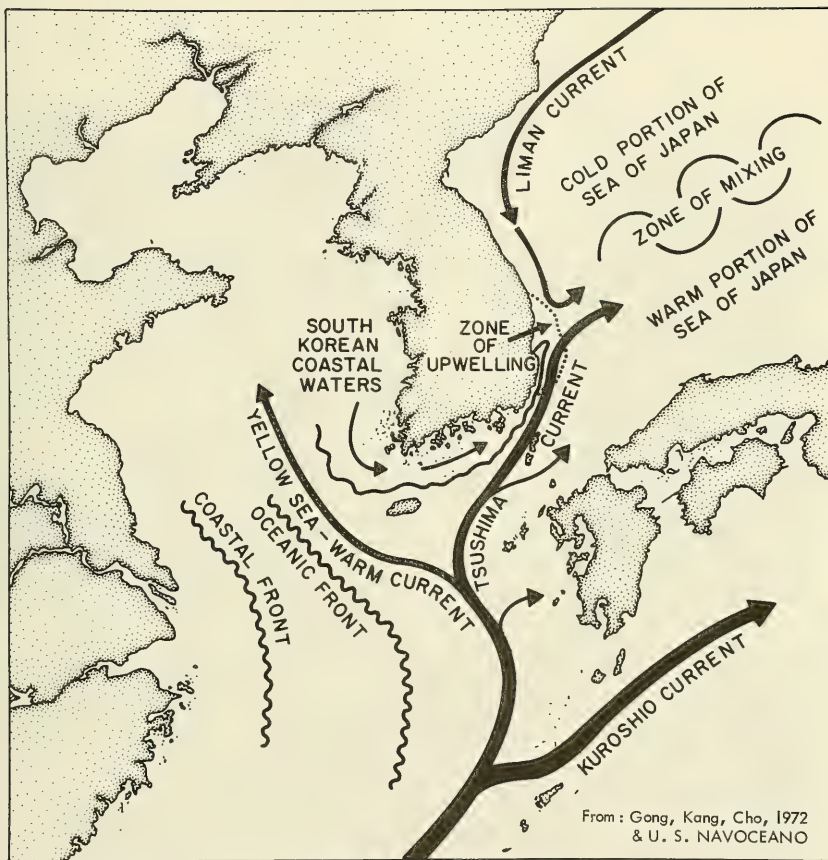 LIMAN CURRENT
COLD PORTION OF
SEA OF JAPAN
ZONE OF MIXING
WARM PORTION OF
SEA OF JAPAN
SOUTH
KOREAN
COASTAL
WATERS
ZONE
OF
UPWELLING
TSUSHIMA CURRENT
YELLOW SEA-WARM CURRENT
OCEANIC FRONT
COASTAL FRONT
KUROSHIO CURRENT
From: Gong, Kang, Cho, 1972
& U. S. NAVOCEANO